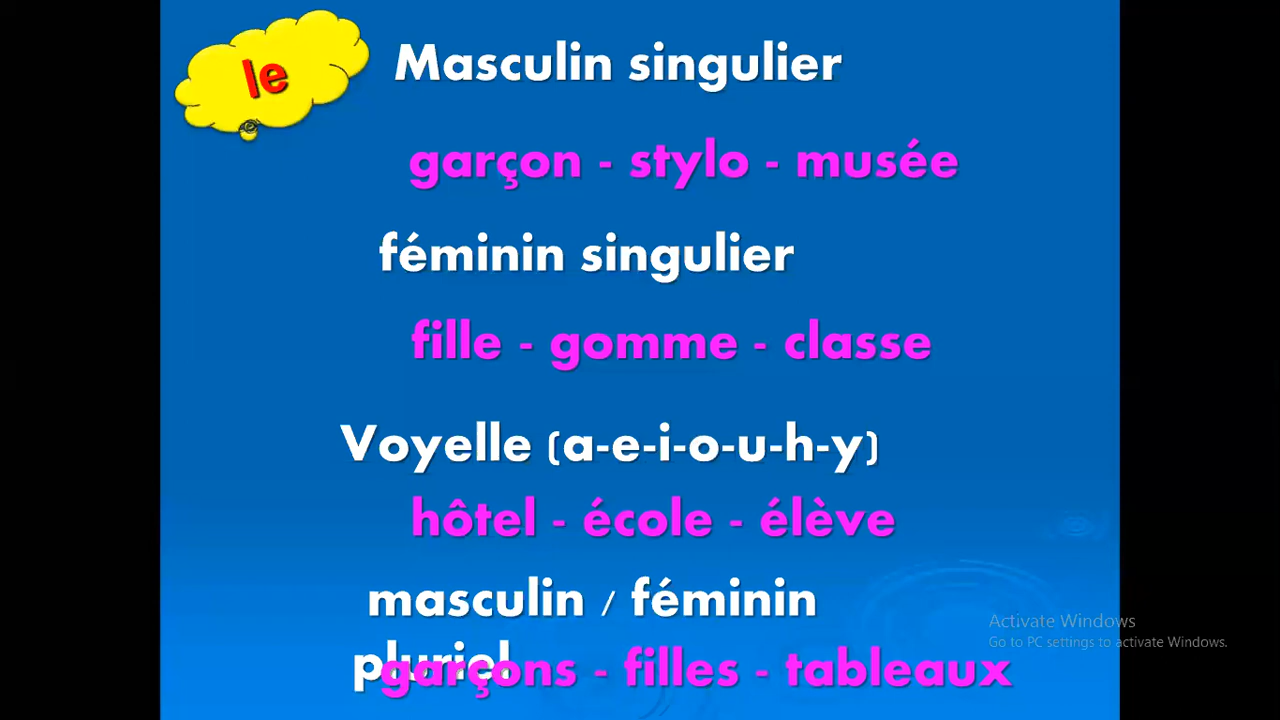 le
Masculin singulier
garçon - stylo - musée
féminin singulier
fille - gomme - classe
Voyelle (a-e-i-o-u-h-y)
hôtel - école - élève
masculin / féminin
pluriel
garçons - filles - tableaux
Activate Windows
Go to PC settings to activate Windows.